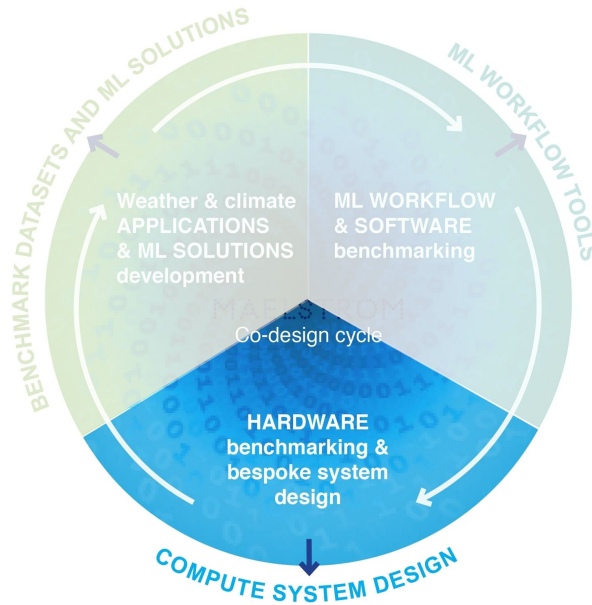 BENCHMARK DATASETS AND ML SOLUTIONS
ML WORKFLOW TOOLS
Weather & climate
APPLICATIONS
& ML SOLUTIONS
development
ML WORKFLOW
& SOFTWARE
benchmarking
MAELSTROM
Co-design cycle
HARDWARE
benchmarking &
bespoke system
design
COMPUTE SYSTEM DESIGN